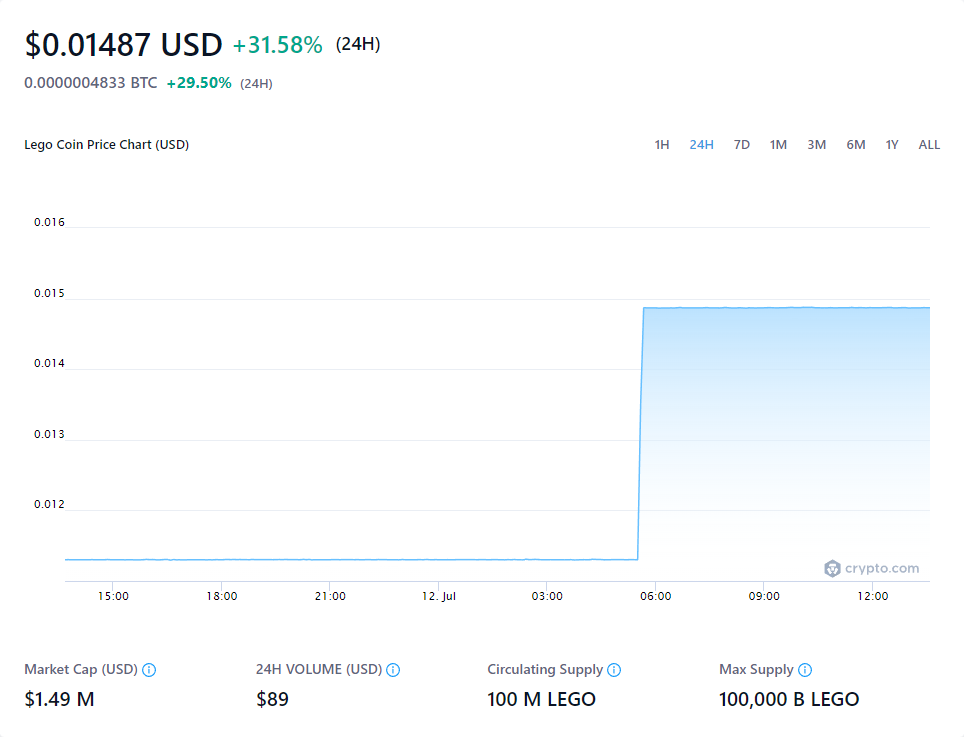 $0.01487 USD +31.58% (24H)
0.0000004833 BTC +29.50% (24H)
Lego Coin Price Chart (USD) 1H 24H 7D 1M 3M 6M 1Y ALL
0.016
0.015
0.014
0.013
0.012
crypto.com
15:00 18:00 21:00 12. Jul 03:00 06:00 09:00 12:00
Market Cap (USD) 24H VOLUME (USD) Circulating Supply Max Supply
$1.49 M $89 100 M LEGO 100,000 B LEGO